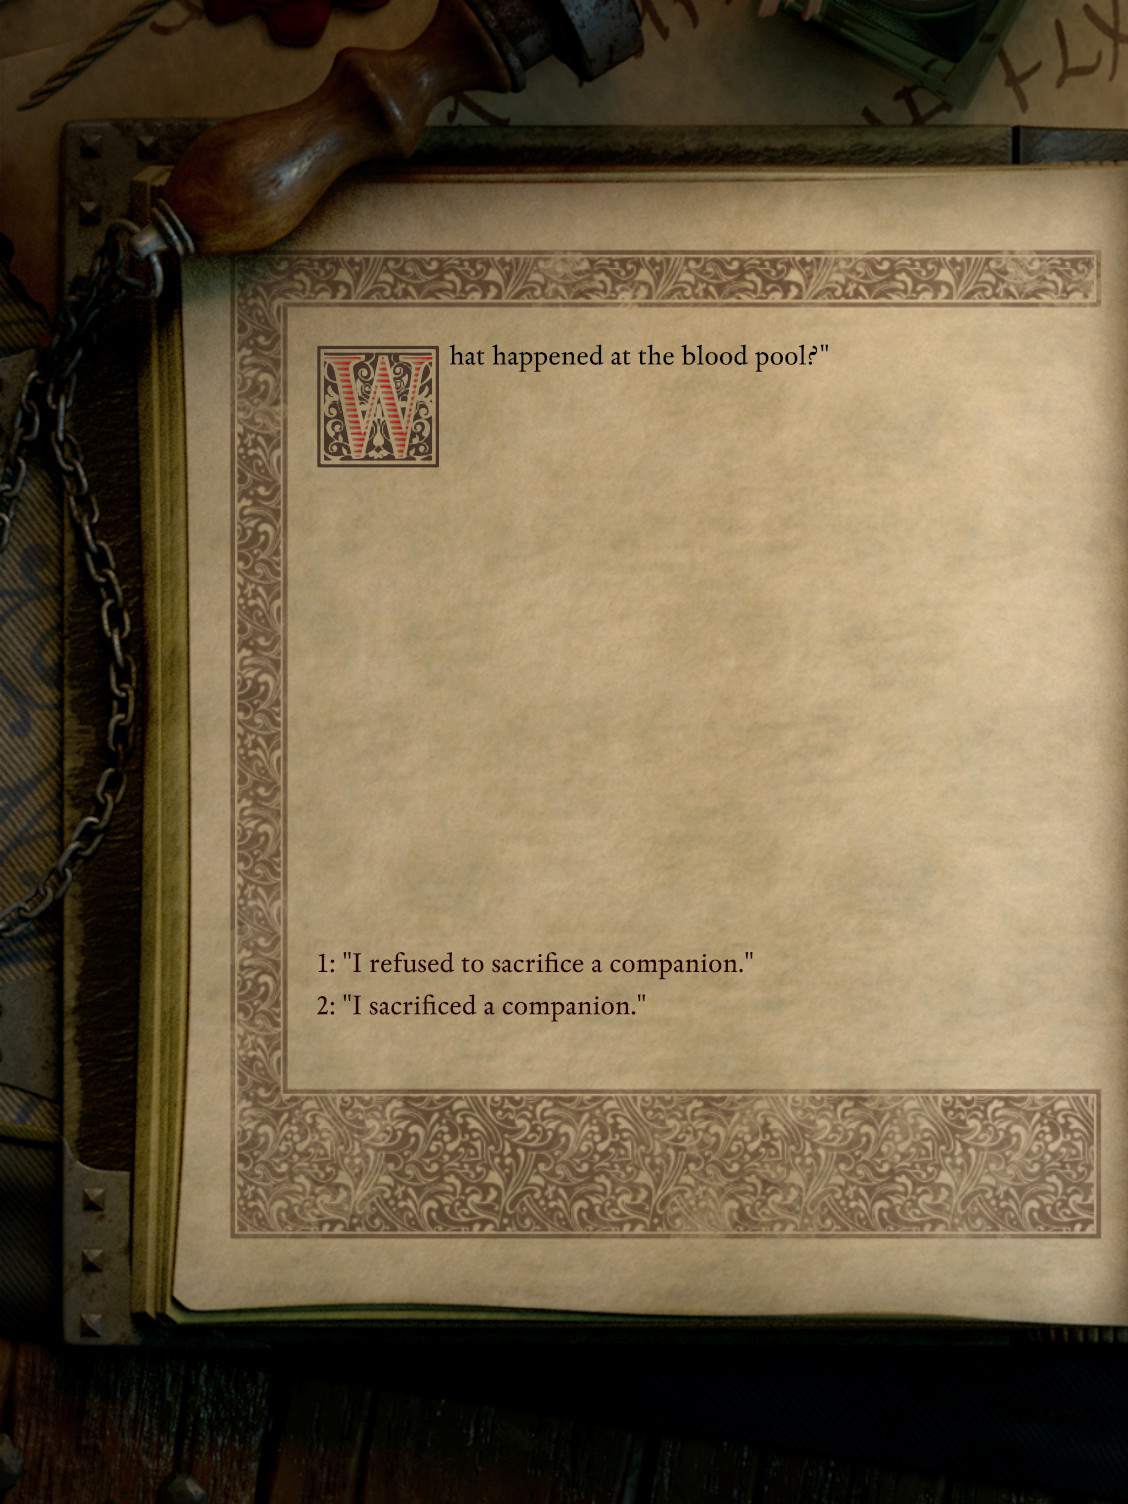 What happened at the blood pool?"
1: "I refused to sacrifice a companion."
2: "I sacrificed a companion."